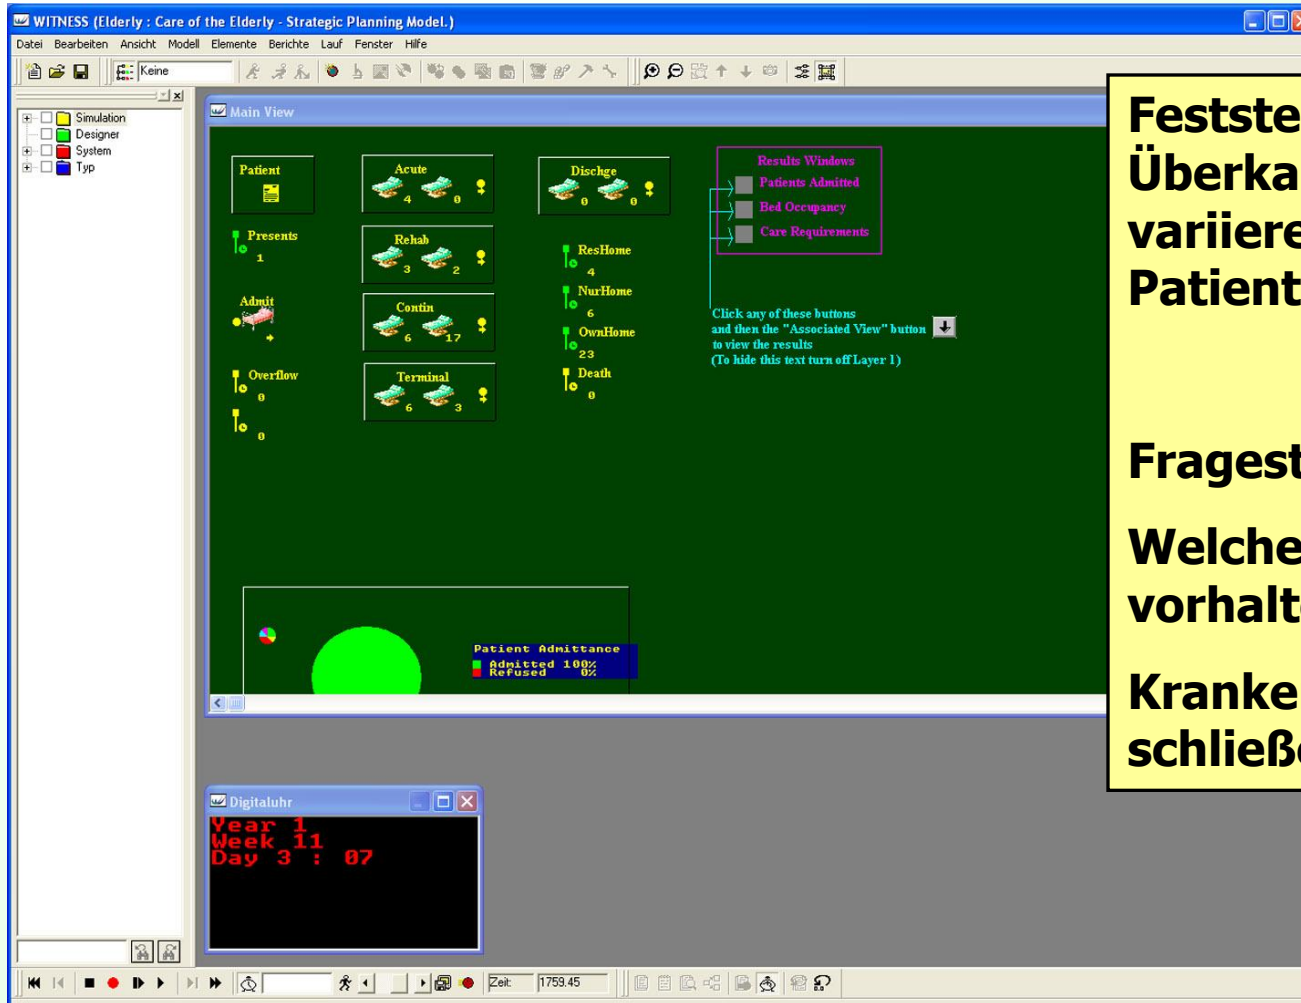 WITNESS (Elderly : Care of the Elderly - Strategic Planning Model.)
Datei Bearbeiten Ansicht Modell Elemente Berichte Lauf Fenster Hilfe
Keine
Simulation
Designer
System
Typ
Main View
Patient
Acute
4 0
Dischge
0 0
Results Windows
Patients Admitted
Bed Occupancy
Care Requirements
Presents
1
Rehab
3 2
ResHome
4
Admit
Contin
6 17
NurHome
6
OwnHome
23
Click any of these buttons
and then the "Associated View" button
to view the results
(To hide this text turn off Layer 1)
Overflow
0
0
Terminal
6 3
Death
0
Patient Admittance
Admitted 100%
Refused 0%
Digitaluhr
Year 1
Week 11
Day 3 : 07
Zeit: 1759.45
Festste
Überka
variiere
Patient
Fragest
Welche
vorhalt
Kranke
schließ